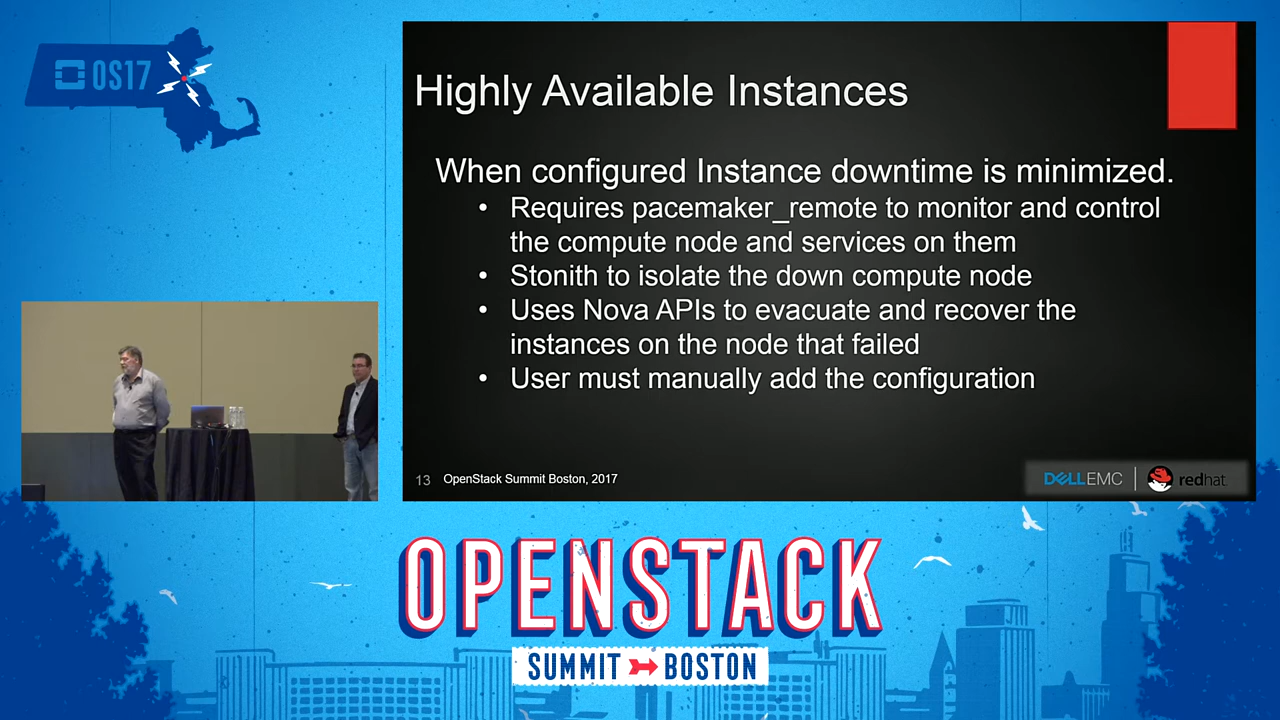 OS17
Highly Available Instances
When configured Instance downtime is minimized.
• Requires pacemaker_remote to monitor and control
the compute node and services on them
• Stonith to isolate the down compute node
• Uses Nova APIs to evacuate and recover the
instances on the node that failed
• User must manually add the configuration
13 OpenStack Summit Boston, 2017
DELLEMC redhat
OPENSTACK
SUMMIT BOSTON